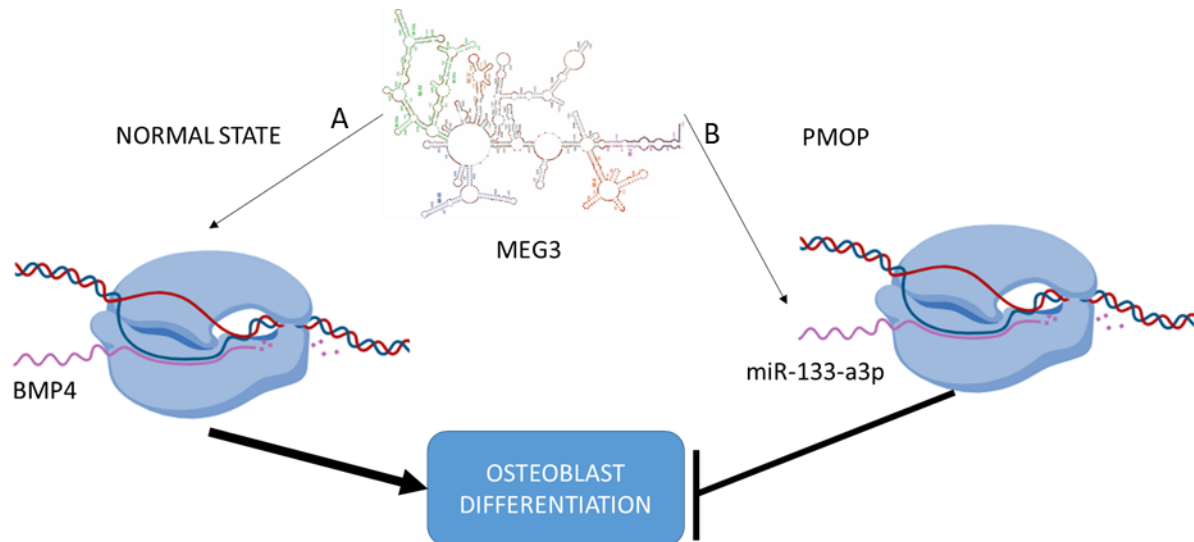 A
B
NORMAL STATE
PMOP
MEG3
BMP4
miR-133-a3p
OSTEOBLAST
DIFFERENTIATION